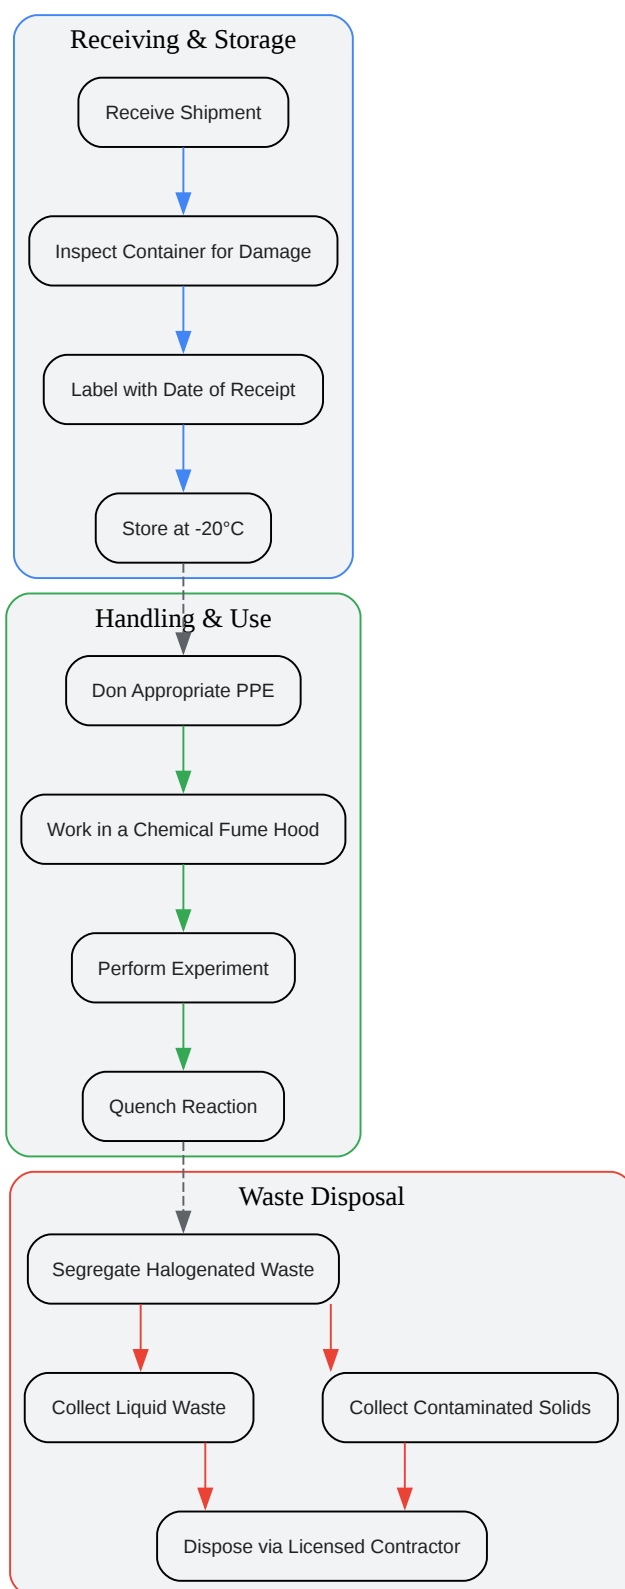 Receiving & Storage
Receive Shipment
Inspect Container for Damage
Label with Date of Receipt
Store at -20°C
Handling & Use
Don Appropriate PPE
Work in a Chemical Fume Hood
Perform Experiment
Quench Reaction
Waste Disposal
Segregate Halogenated Waste
Collect Liquid Waste
Collect Contaminated Solids
Dispose via Licensed Contractor